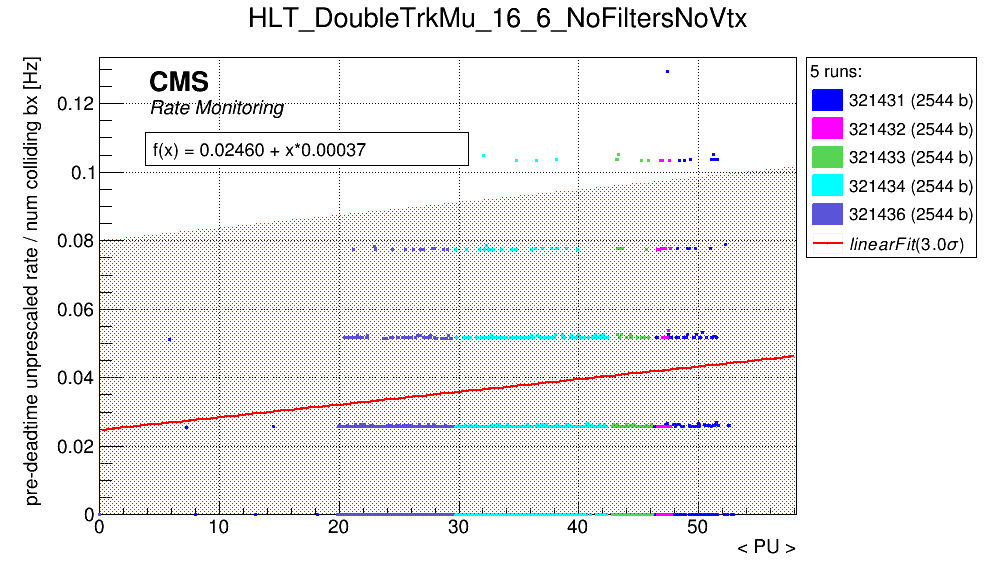 HLT_DoubleTrkMu_16_6_NoFiltersNoVtx
pre-deadtime unprescaled rate / num colliding bx [Hz]
CMS
Rate Monitoring
f(x) = 0.02460 + x*0.00037
0.12
0.1
0.08
0.06
0.04
0.02
0
0 10 20 30 40 50
< PU >
5 runs:
321431 (2544 b)
321432 (2544 b)
321433 (2544 b)
321434 (2544 b)
321436 (2544 b)
linearFit(3.0σ)